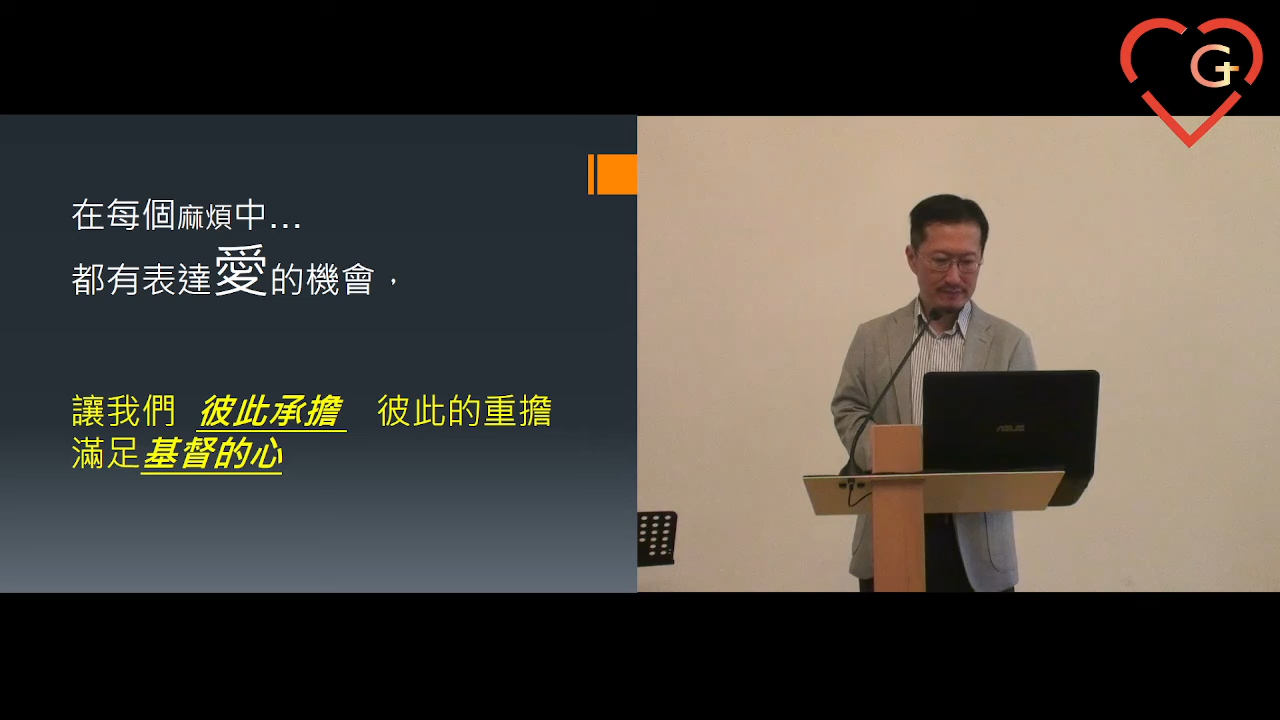 在每個麻煩中...
都有表達愛的機會，
讓我們 彼此承擔 彼此的重擔
滿足基督的心
ASUS
G